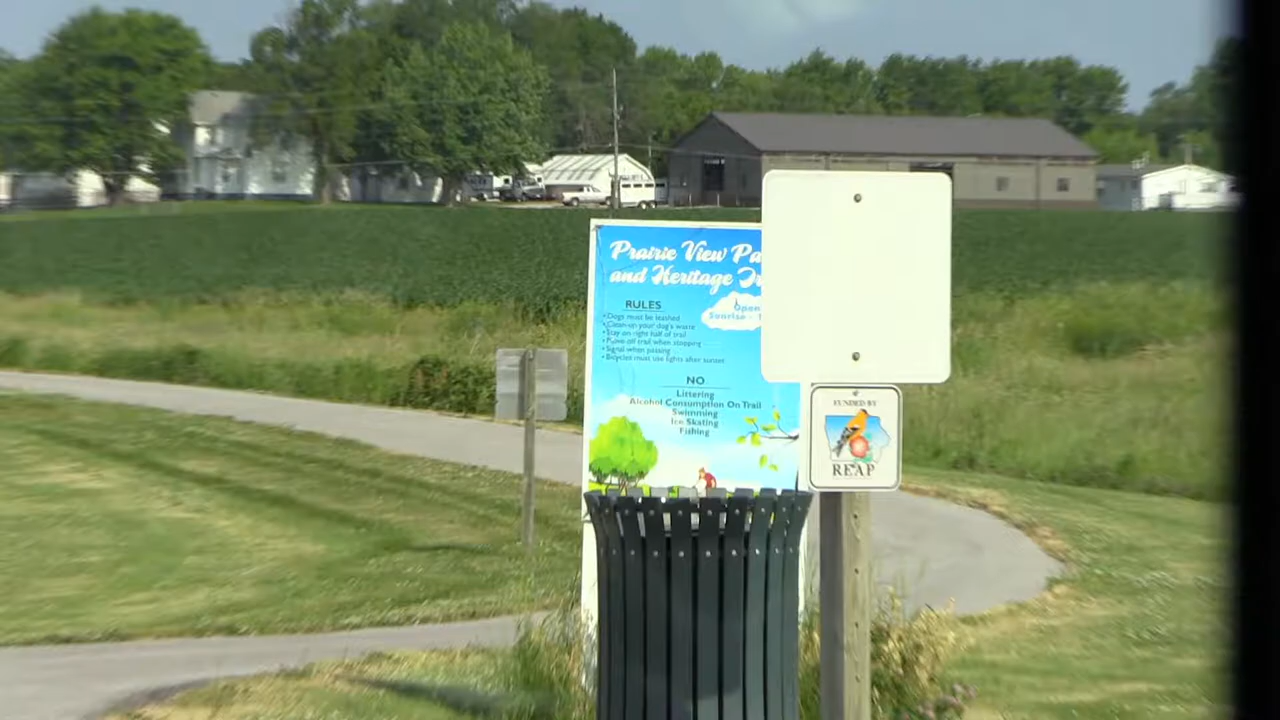 Prairie View Pa
and Heritage Tr
Open
Sunrise -
RULES
• Dogs must be leashed
• Clean-up your dog's waste
• Stay on right half of trail
• Move off trail when stopping
• Signal when passing
• Bicycles must use lights after sunset
NO
Littering
Alcohol Consumption On Trail
Swimming
Ice Skating
Fishing
FUNDED BY
REAP